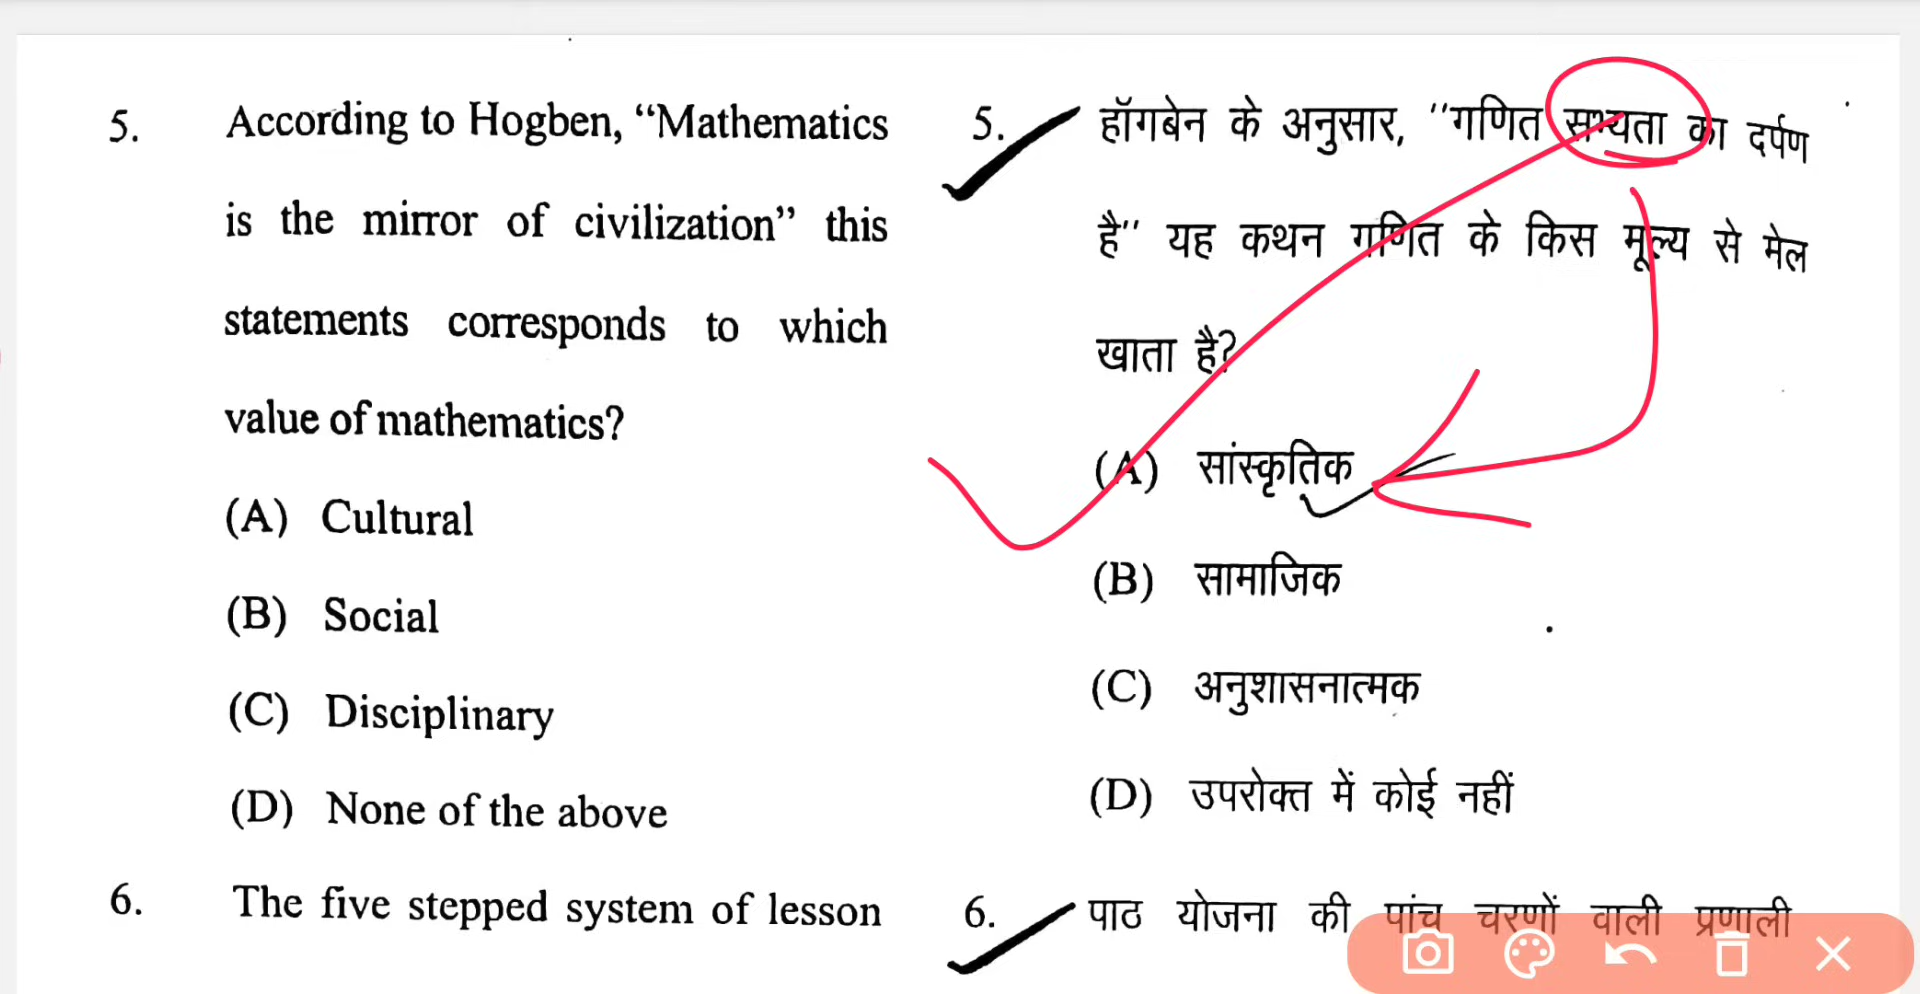 5. According to Hogben, “Mathematics
is the mirror of civilization” this
statements corresponds to which
value of mathematics?
(A) Cultural
(B) Social
(C) Disciplinary
(D) None of the above
6. The five stepped system of lesson
5. हॉगबेन के अनुसार, "गणित सभ्यता का दर्पण
है" यह कथन गणित के किस मूल्य से मेल
खाता है?
(A) सांस्कृतिक
(B) सामाजिक
(C) अनुशासनात्मक
(D) उपरोक्त में कोई नहीं
6. पाठ योजना की पांच चरणों वाली प्रणाली